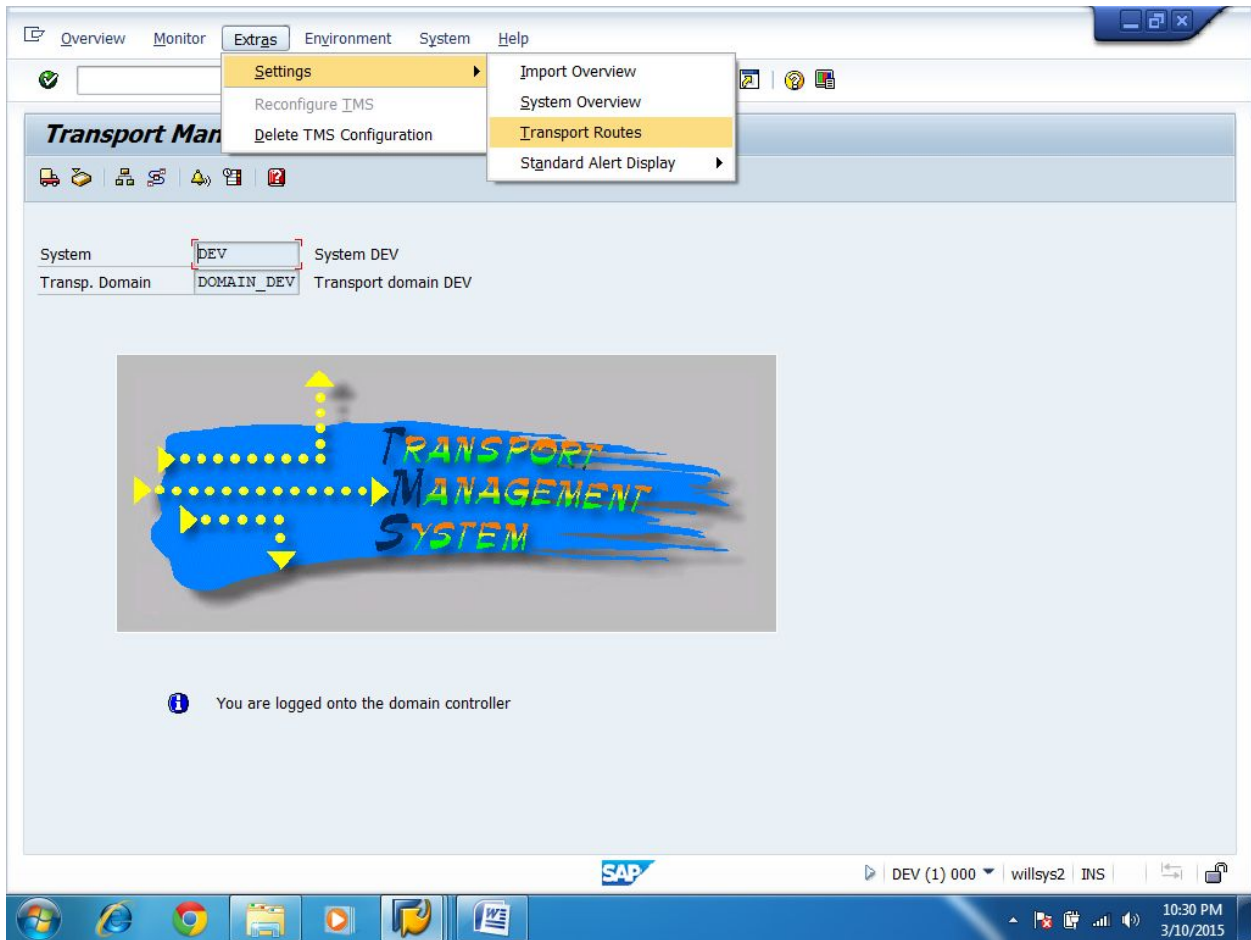 Overview Monitor Extras Environment System Help
Settings
Reconfigure TMS
Delete TMS Configuration
Import Overview
System Overview
Transport Routes
Standard Alert Display
Transport Man
System DEV System DEV
Transp. Domain DOMAIN_DEV Transport domain DEV
TRANSPORT
MANAGEMENT
SYSTEM
You are logged onto the domain controller
SAP
DEV (1) 000 willsys2 INS
10:30 PM
3/10/2015